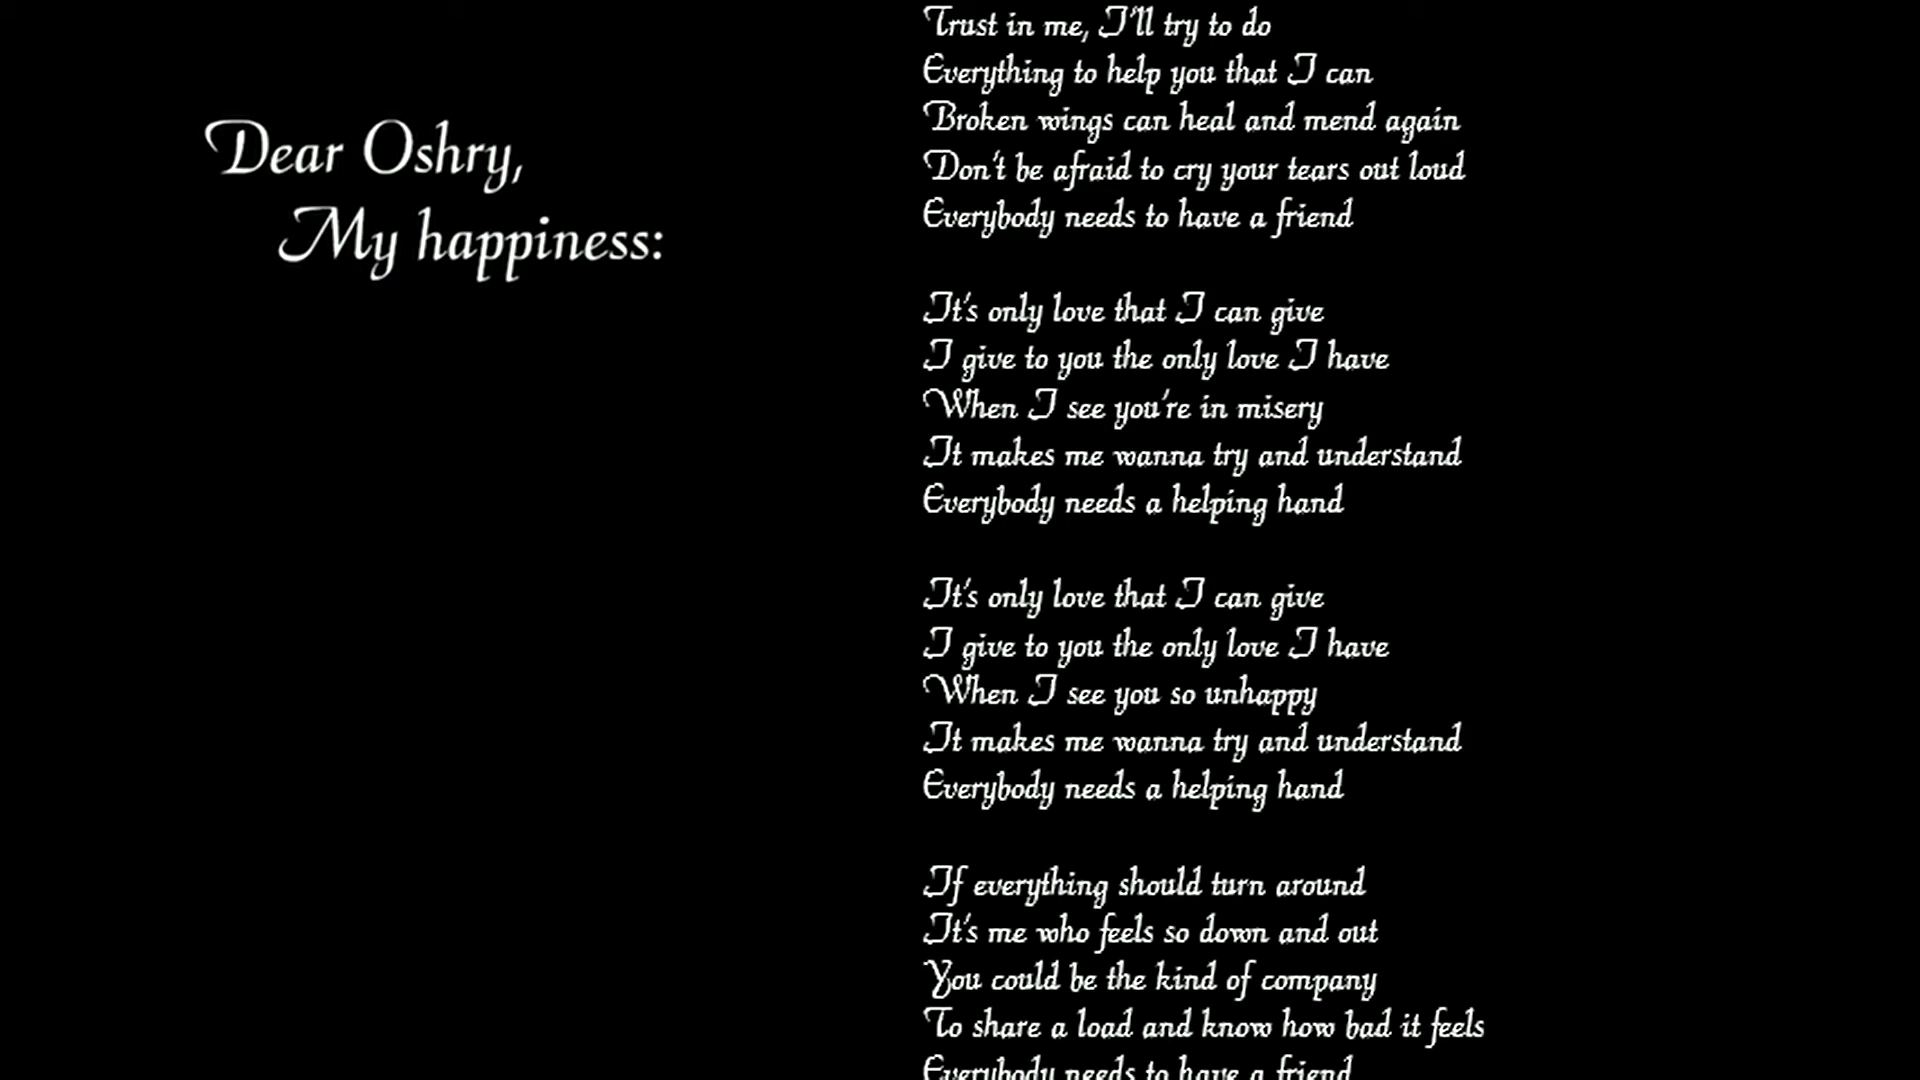 Dear Oshry,
My happiness:
Trust in me, I'll try to do
Everything to help you that I can
Broken wings can heal and mend again
Don't be afraid to cry your tears out loud
Everybody needs to have a friend
It's only love that I can give
I give to you the only love I have
When I see you're in misery
It makes me wanna try and understand
Everybody needs a helping hand
It's only love that I can give
I give to you the only love I have
When I see you so unhappy
It makes me wanna try and understand
Everybody needs a helping hand
If everything should turn around
It's me who feels so down and out
You could be the kind of company
To share a load and know how bad it feels
Everybody needs to have a friend